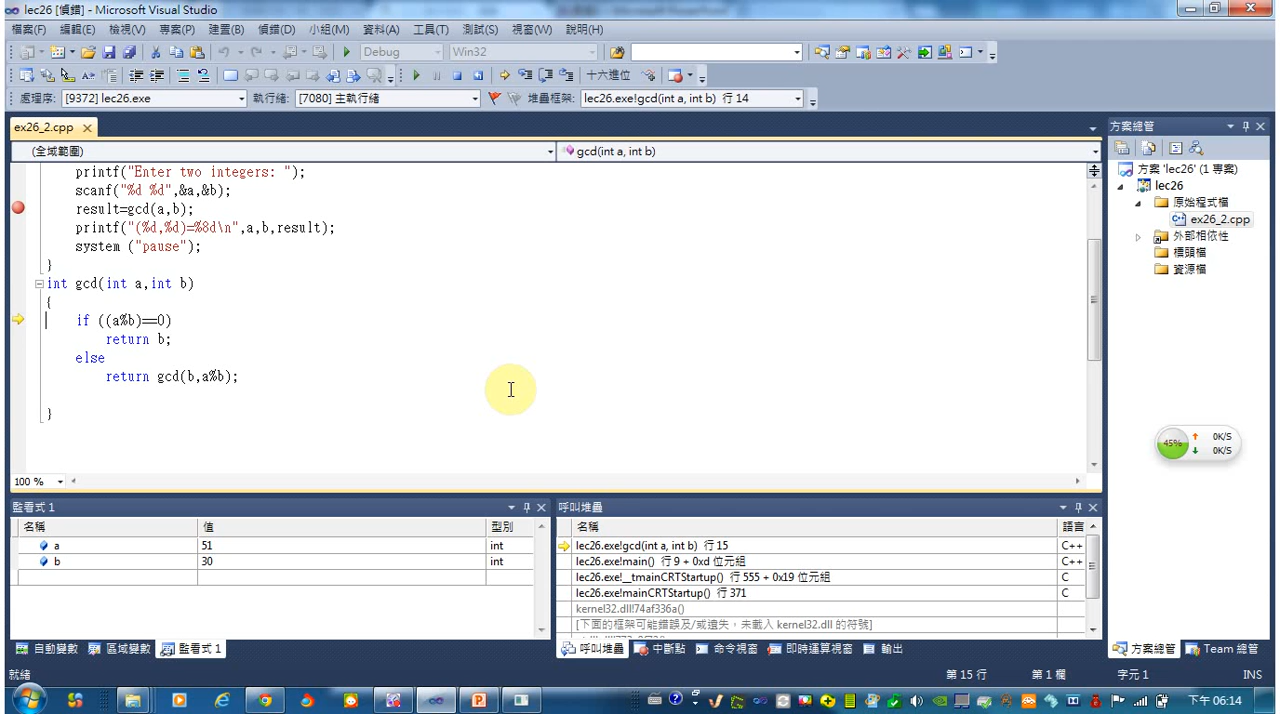 lec26 [偵錯] - Microsoft Visual Studio
檔案(F) 編輯(E) 檢視(V) 專案(P) 建置(B) 偵錯(D) 小組(M) 資料(A) 工具(T) 測試(S) 視窗(W) 說明(H)
Debug Win32
十六進位
處理序: [9372] lec26.exe 執行緒: [7080] 主執行緒 堆疊框架: lec26.exe!gcd(int a, int b) 行 14
ex26_2.cpp
(全域範圍) gcd(int a, int b)
printf("Enter two integers: ");
scanf("%d %d",&a,&b);
result=gcd(a,b);
printf("(%d,%d)=%8d\n",a,b,result);
system ("pause");
}
int gcd(int a,int b)
{
if ((a%b)==0)
return b;
else
return gcd(b,a%b);
}
100 %
方案總管
方案 'lec26' (1 專案)
lec26
原始程式檔
ex26_2.cpp
外部相依性
標頭檔
資源檔
45% 0K/S
0K/S
監看式 1
名稱 值 型別
a 51 int
b 30 int
呼叫堆疊
名稱 語言
lec26.exe!gcd(int a, int b) 行 15 C++
lec26.exe!main() 行 9 + 0xd 位元組 C++
lec26.exe!__tmainCRTStartup() 行 555 + 0x19 位元組 C
lec26.exe!mainCRTStartup() 行 371 C
kernel32.dll!74af336a()
[下面的框架可能錯誤及/或遺失，未載入 kernel32.dll 的符號]
自動變數 區域變數 監看式 1
呼叫堆疊 中斷點 命令視窗 即時運算視窗 輸出
方案總管 Team 總管
就緒 第 15 行 第 1 欄 字元 1 INS
下午 06:14